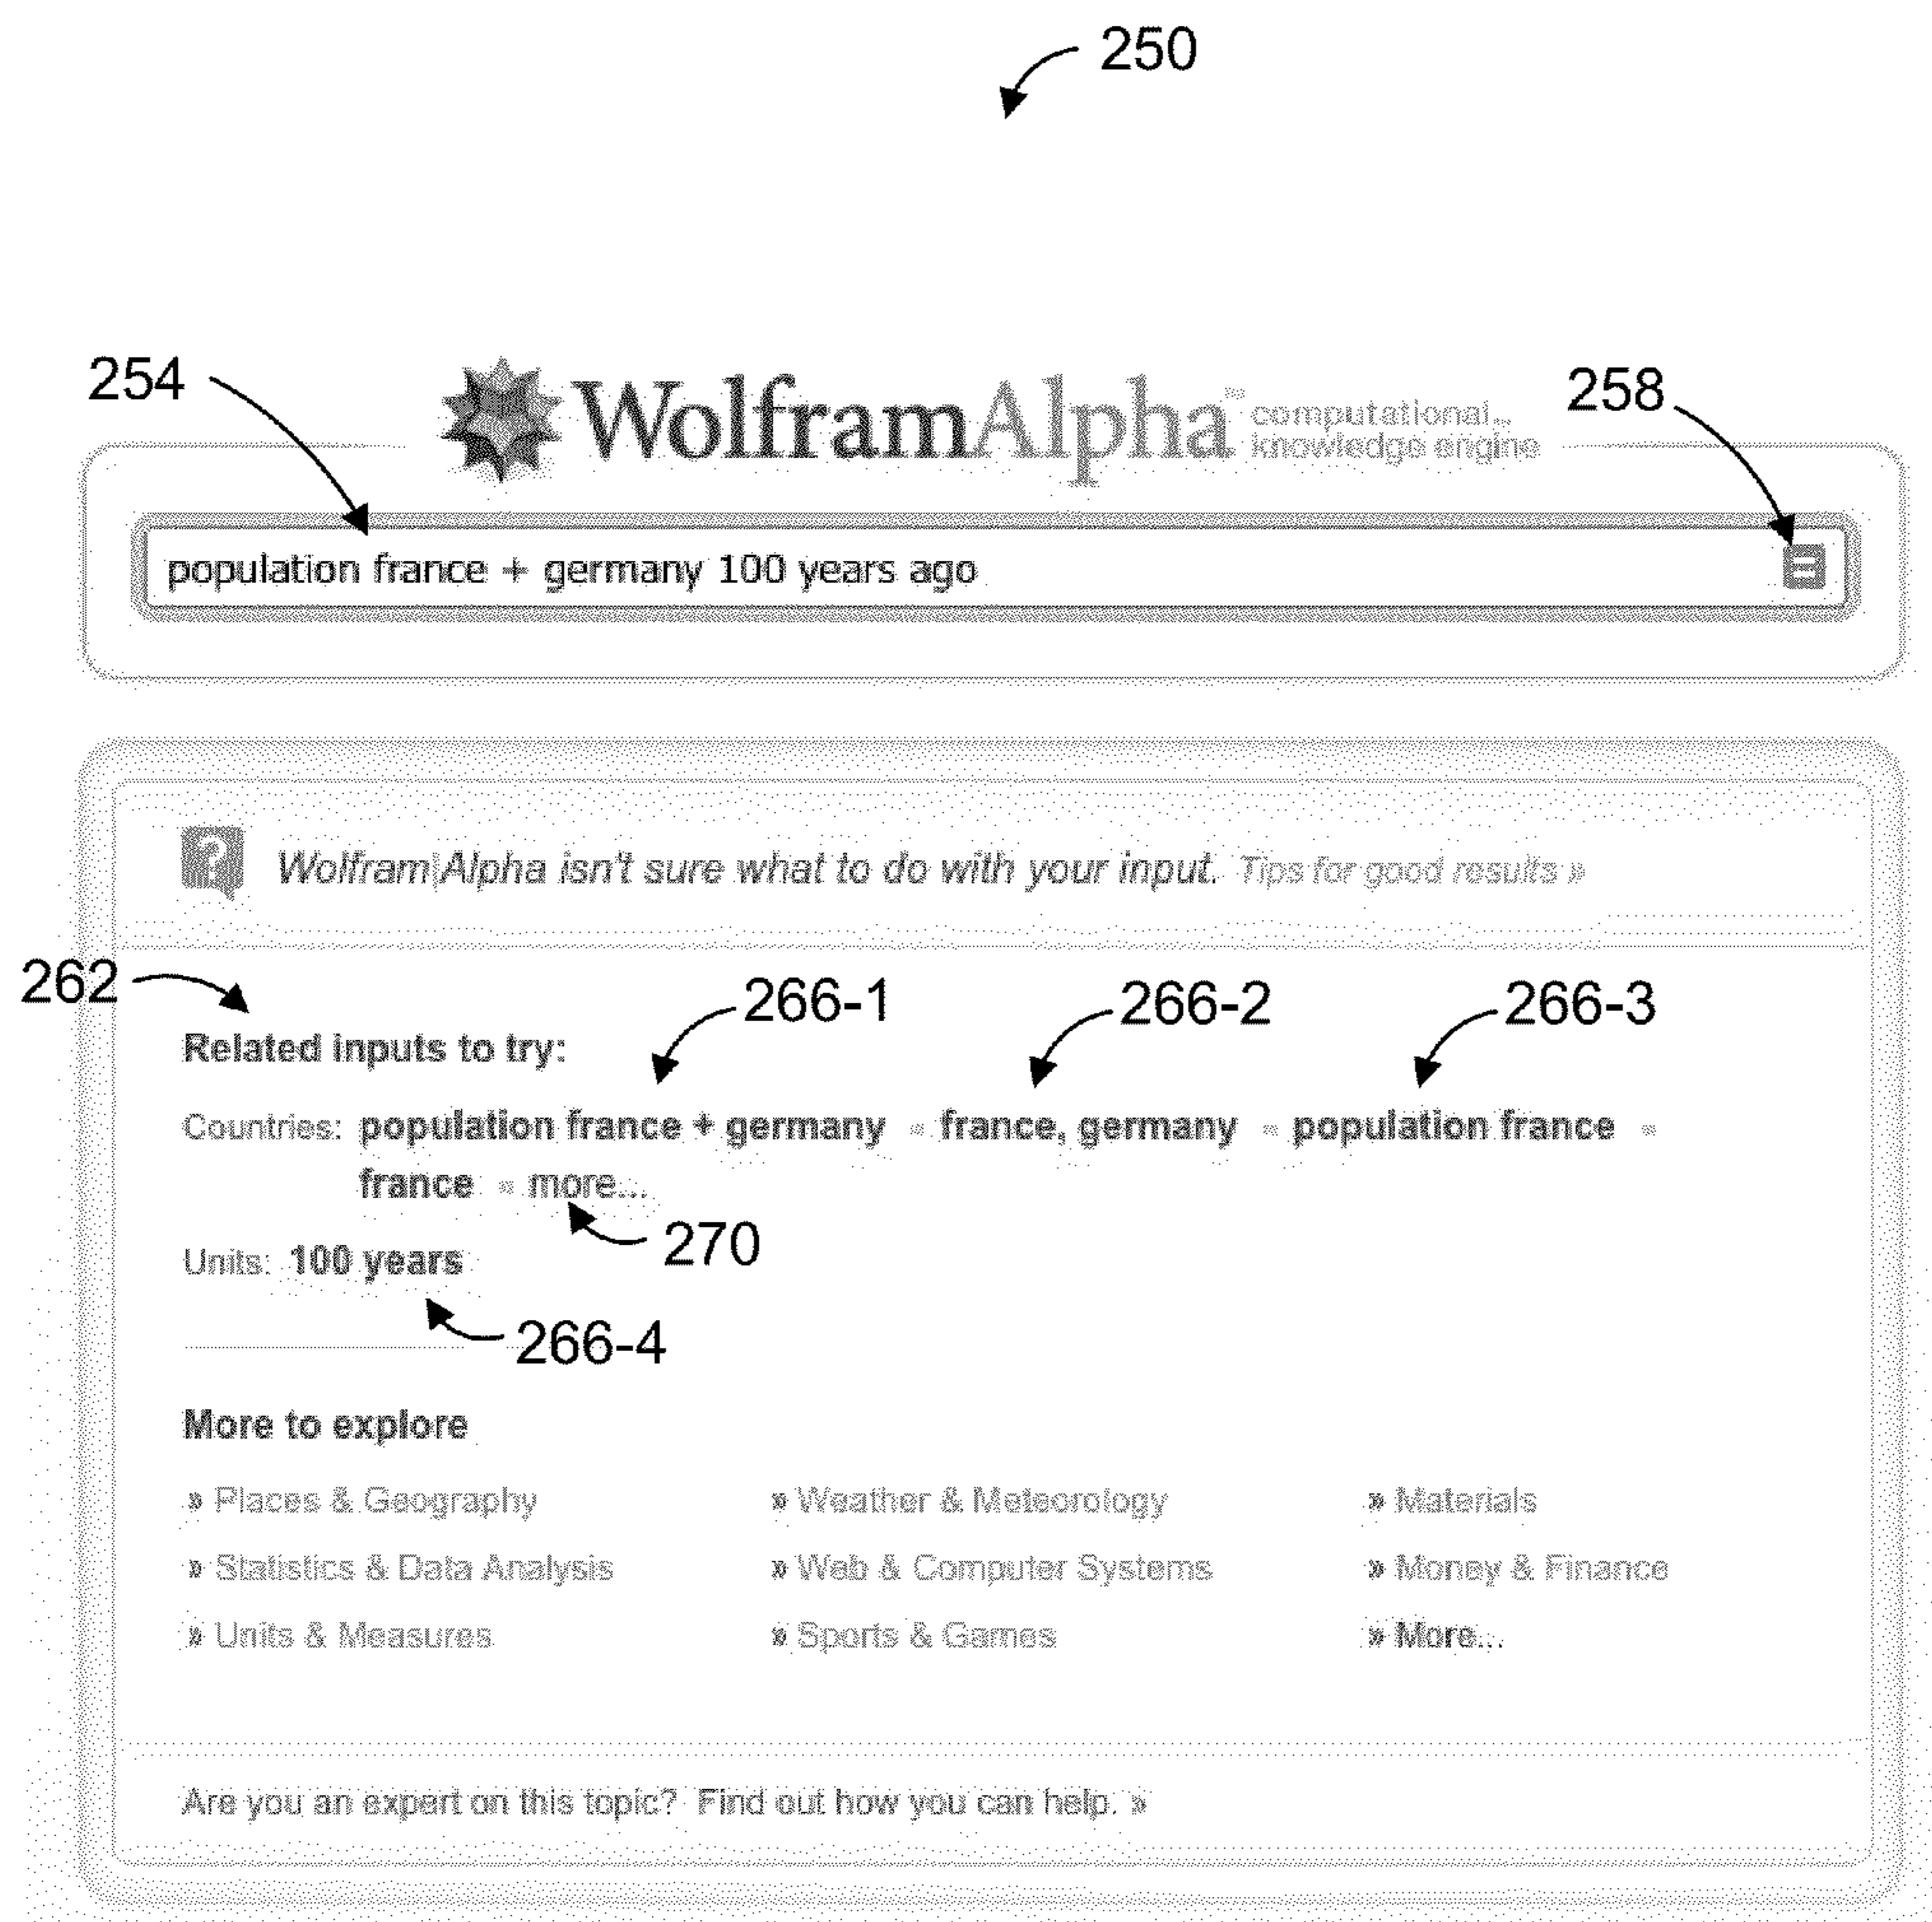 250
254
WolframAlpha™ computational™
knowledge engine
258
population france + germany 100 years ago
Wolfram|Alpha isn't sure what to do with your input. Tips for good results »
262
266-1
266-2
266-3
Related inputs to try:
Countries: population france + germany france, germany population france
france more...
270
Units: 100 years
266-4
More to explore
» Places & Geography » Weather & Meteorology » Materials
» Statistics & Data Analysis » Web & Computer Systems » Money & Finance
» Units & Measures » Sports & Games » More...
Are you an expert on this topic? Find out how you can help. »